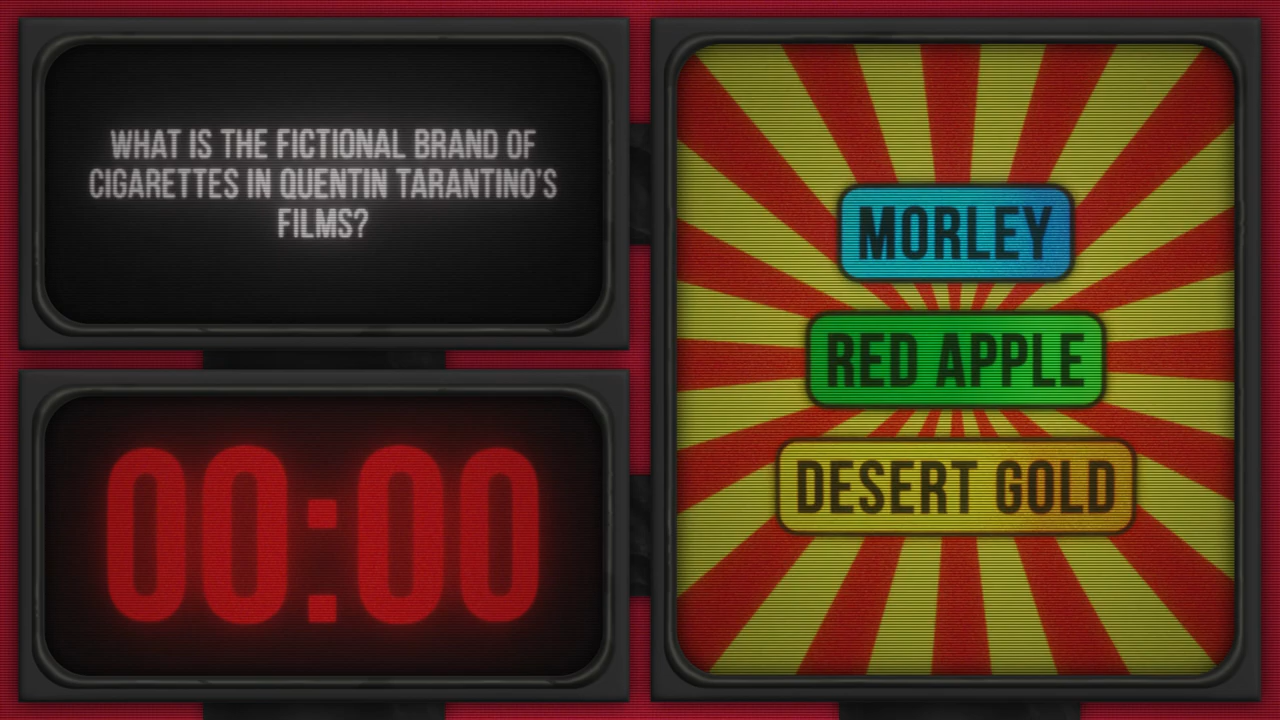 WHAT IS THE FICTIONAL BRAND OF
CIGARETTES IN QUENTIN TARANTINO'S
FILMS?
00:00
MORLEY
RED APPLE
DESERT GOLD